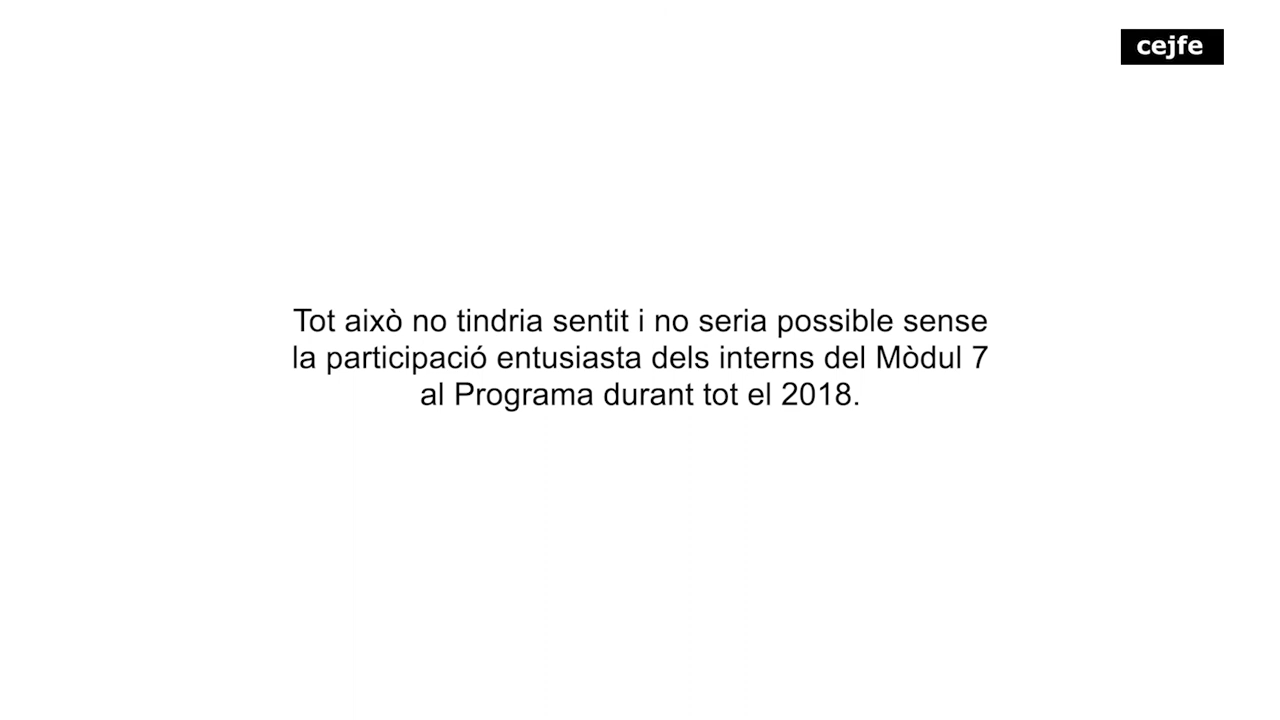 cejfe
Tot això no tindria sentit i no seria possible sense
la participació entusiasta dels interns del Mòdul 7
al Programa durant tot el 2018.